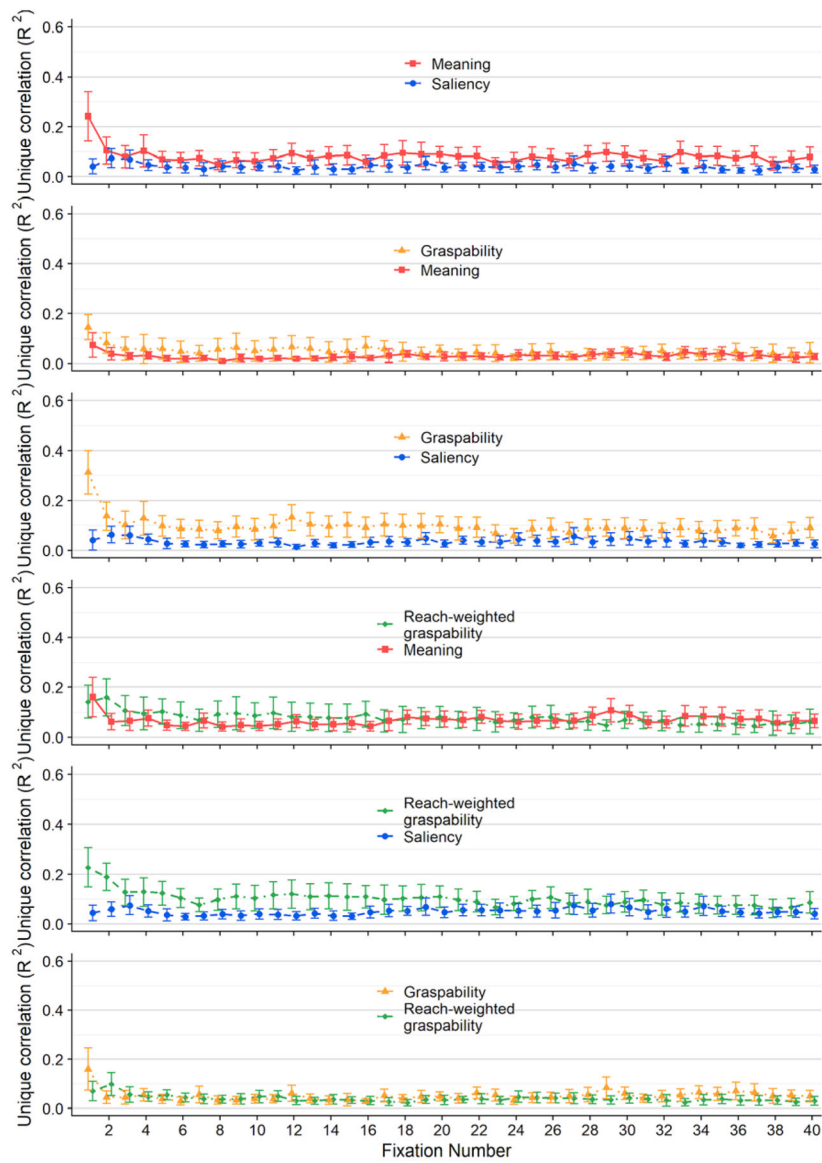 Unique correlation (R²)
0.6
0.4
0.2
0.0
Meaning
Saliency
Unique correlation (R²)
0.6
0.4
0.2
0.0
Graspability
Meaning
Unique correlation (R²)
0.6
0.4
0.2
0.0
Graspability
Saliency
Unique correlation (R²)
0.6
0.4
0.2
0.0
Reach-weighted
graspability
Meaning
Unique correlation (R²)
0.6
0.4
0.2
0.0
Reach-weighted
graspability
Saliency
Unique correlation (R²)
0.6
0.4
0.2
0.0
Graspability
Reach-weighted
graspability
2 4 6 8 10 12 14 16 18 20 22 24 26 28 30 32 34 36 38 40
Fixation Number